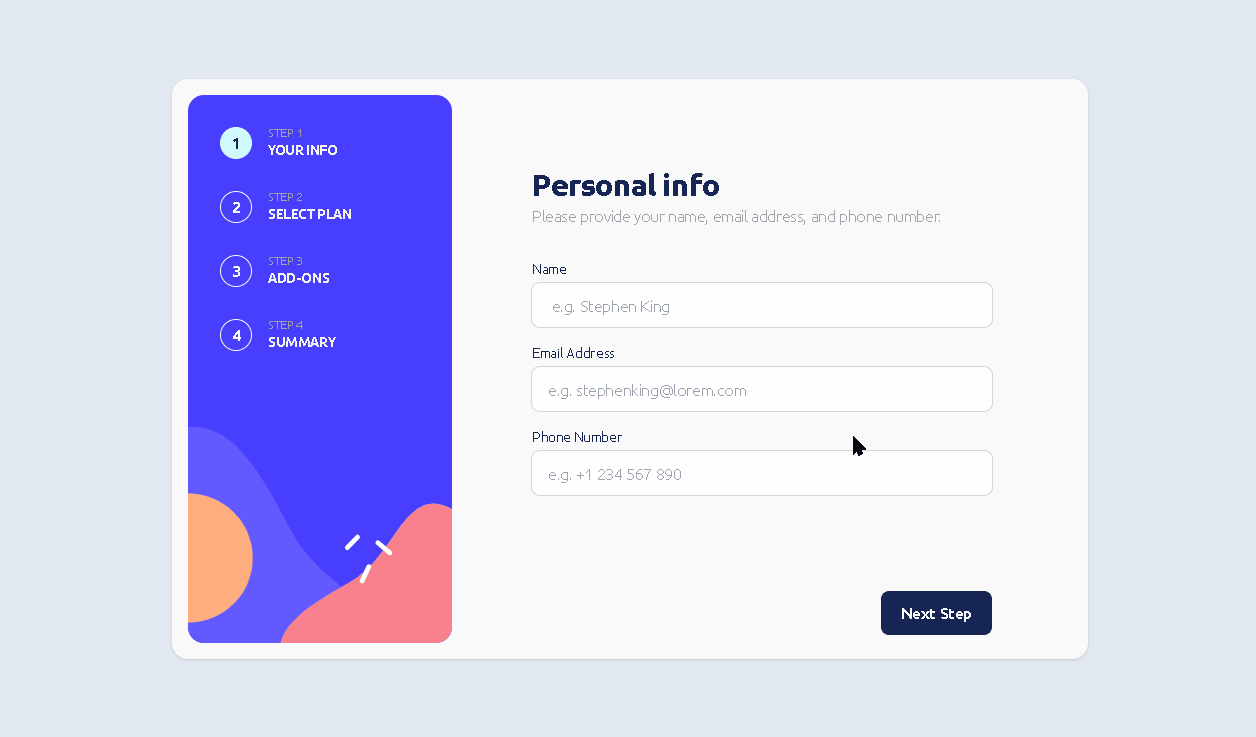 1
STEP 1
YOUR INFO
2
STEP 2
SELECT PLAN
3
STEP 3
ADD-ONS
4
STEP 4
SUMMARY
Personal info
Please provide your name, email address, and phone number.
Name
e.g. Stephen King
Email Address
e.g. stephenking@lorem.com
Phone Number
e.g. +1 234 567 890
Next Step